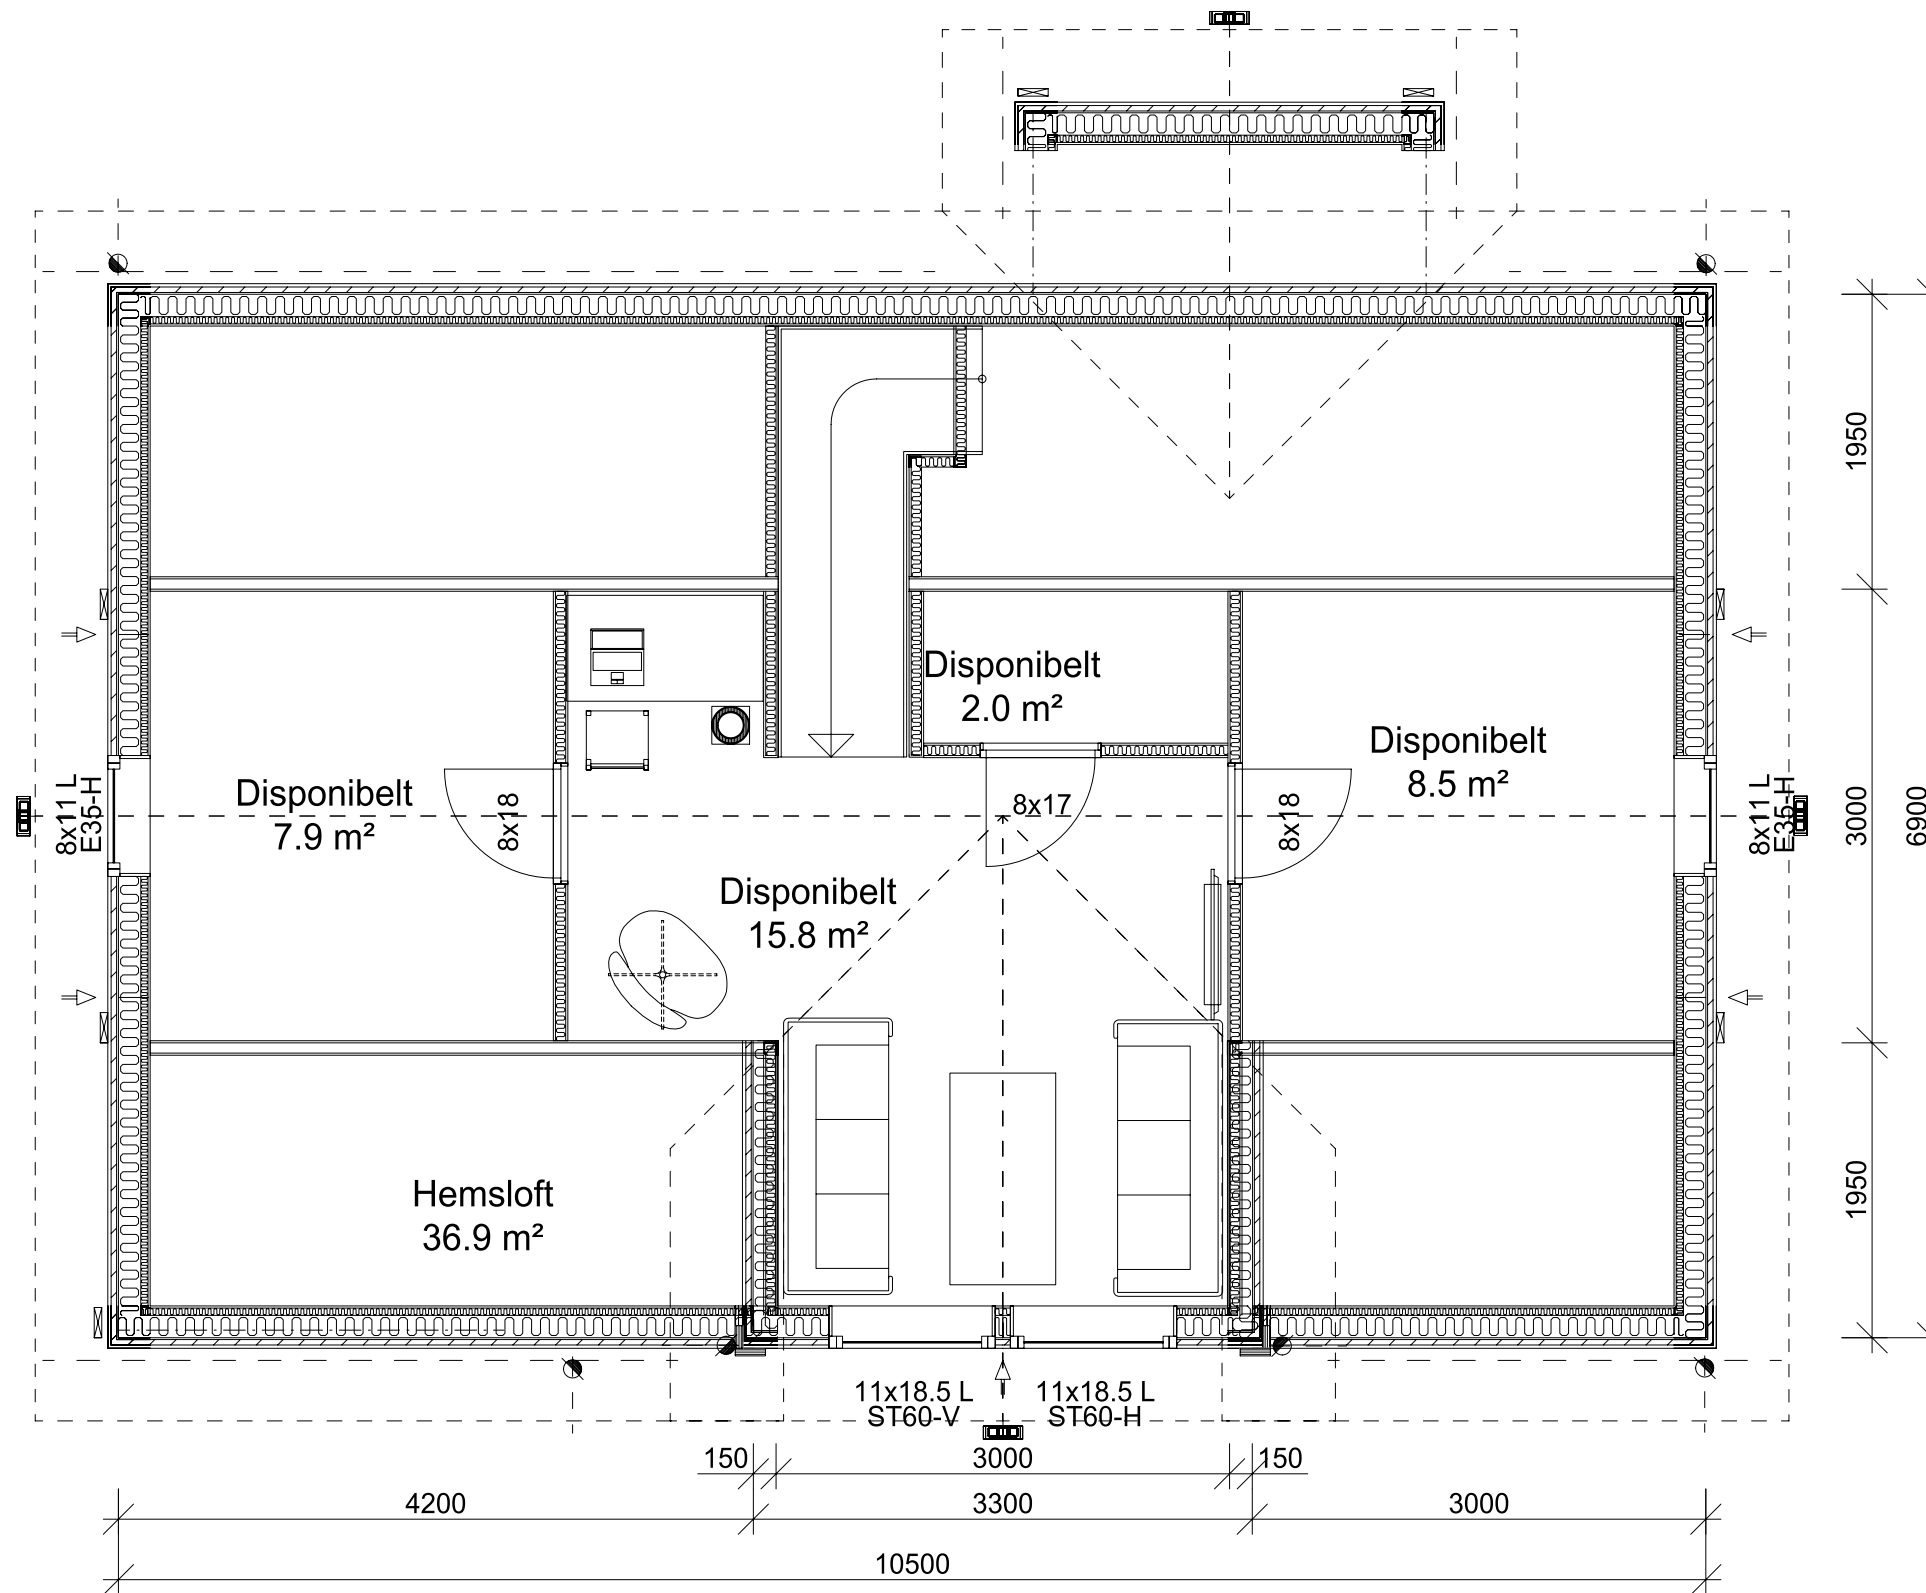 1950
Disponibelt
2.0 m²
Disponibelt
8.5 m²
Disponibelt
7.9 m²
8x11 L
E35-H
8x18
8x17
8x18
8x11 L
E35-H
3000
6900
Disponibelt
15.8 m²
Hemsloft
36.9 m²
1950
11x18.5 L
ST60-V
11x18.5 L
ST60-H
150
3000
150
4200
3300
3000
10500